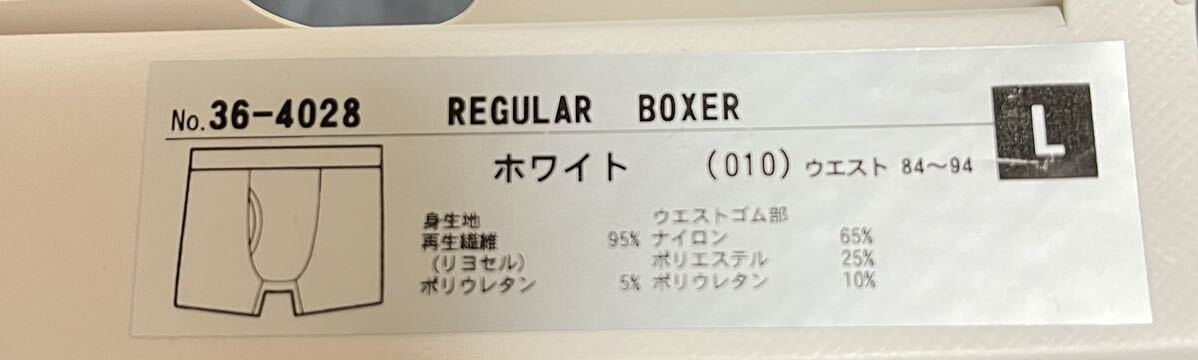 No.36-4028 REGULAR BOXER L
ホワイト (010) ウエスト 84〜94
身生地
再生繊維 95%
(リヨセル)
ポリウレタン 5%
ウエストゴム部
ナイロン 65%
ポリエステル 25%
ポリウレタン 10%